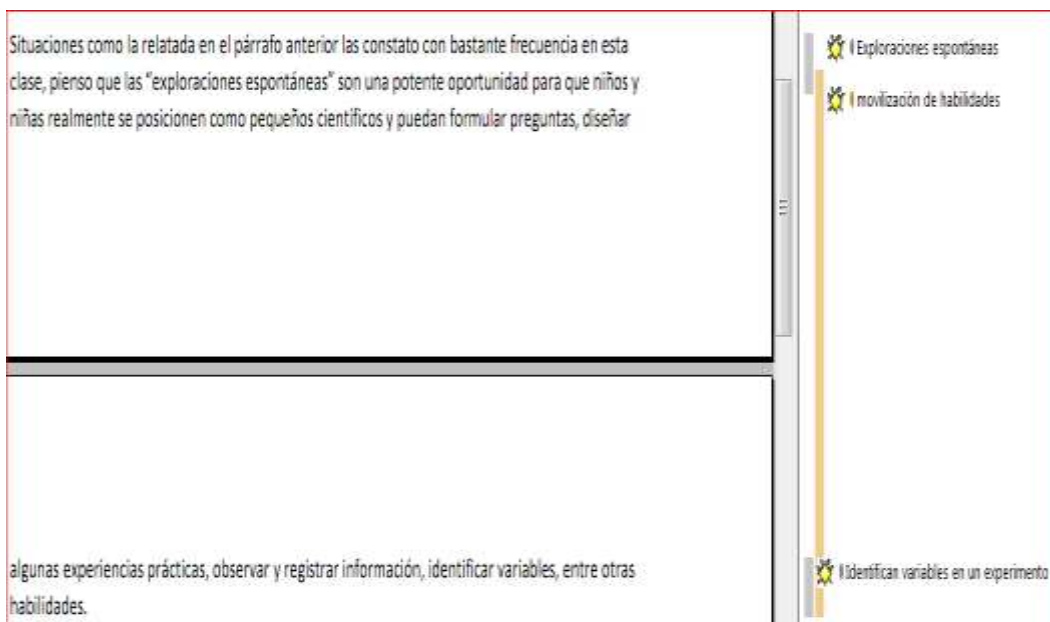 Situaciones como la relatada en el párrafo anterior las constato con bastante frecuencia en esta
clase, pienso que las "exploraciones espontáneas" son una potente oportunidad para que niños y
niñas realmente se posicionen como pequeños científicos y puedan formular preguntas, diseñar
algunas experiencias prácticas, observar y registrar información, identificar variables, entre otras
habilidades.
Exploraciones espontáneas
movilización de habilidades
Identifican variables en un experimento